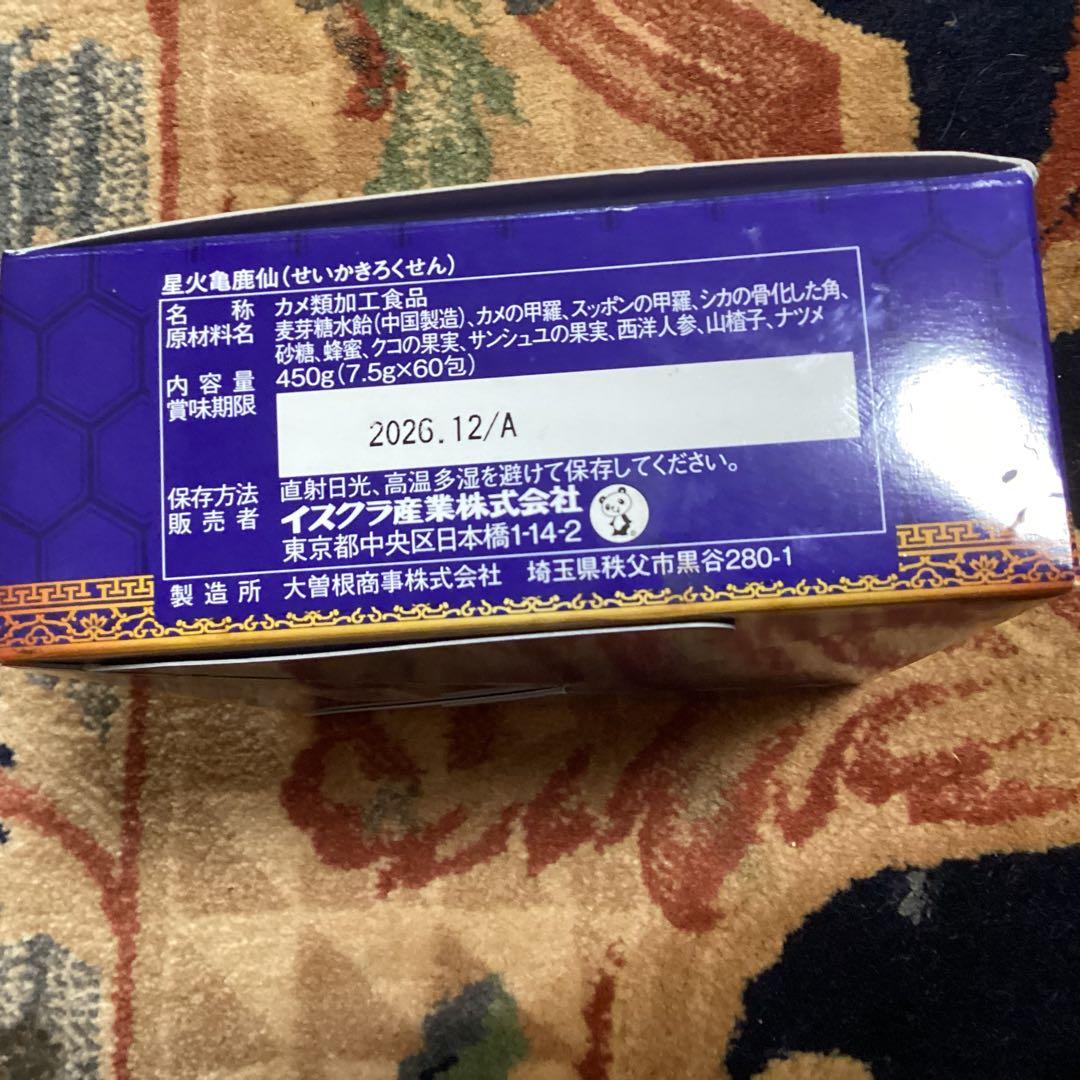 星火亀鹿仙(せいかきろくせん)
名称 カメ類加工食品
原材料名 麦芽糖水飴(中国製造)、カメの甲羅、スッポンの甲羅、シカの骨化した角、
砂糖、蜂蜜、クコの果実、サンシュユの果実、西洋人参、山楂子、ナツメ
内容量 450g(7.5g×60包)
賞味期限 2026.12/A
保存方法 直射日光、高温多湿を避けて保存してください。
販売者 イスクラ産業株式会社
東京都中央区日本橋1-14-2
製造所 大曽根商事株式会社 埼玉県秩父市黒谷280-1